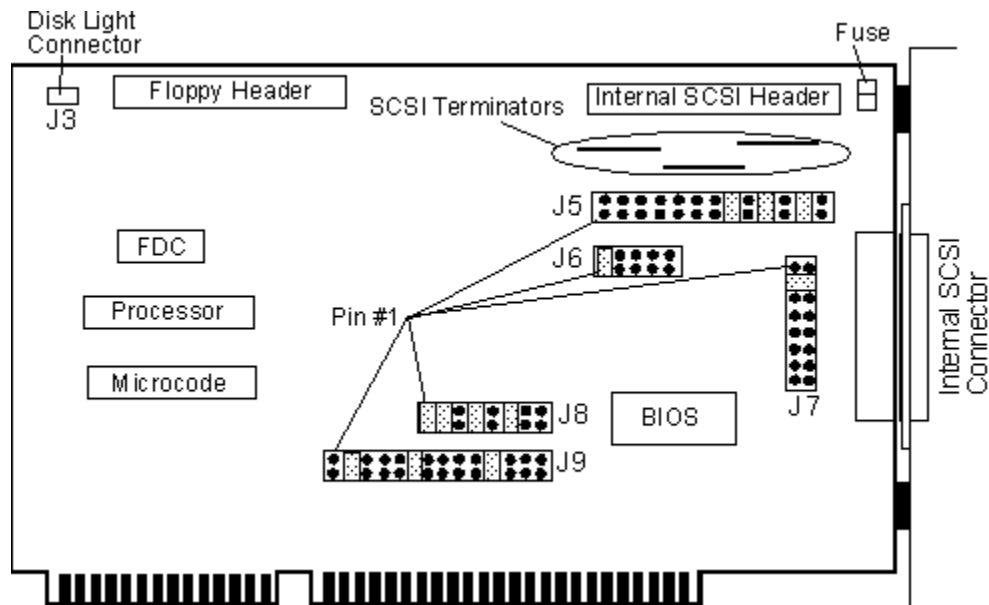 Disk Light
Connector
Fuse
Floppy Header
Internal SCSI Header
J3
SCSI Terminators
J5
FDC
J6
Processor
Pin #1
Internal SCSI
Connector
Microcode
J7
J8
BIOS
J9